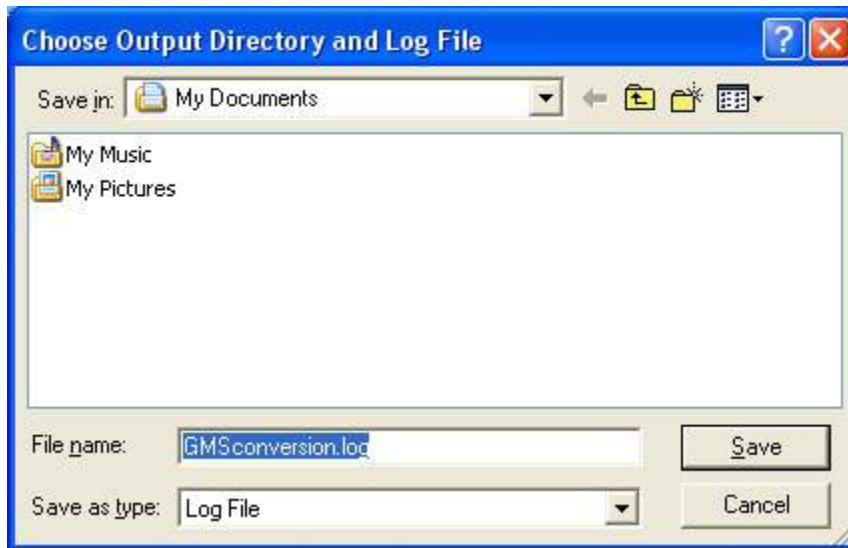 Choose Output Directory and Log File
Save in: My Documents
My Music
My Pictures
File name: GMSconversion.log Save
Save as type: Log File Cancel